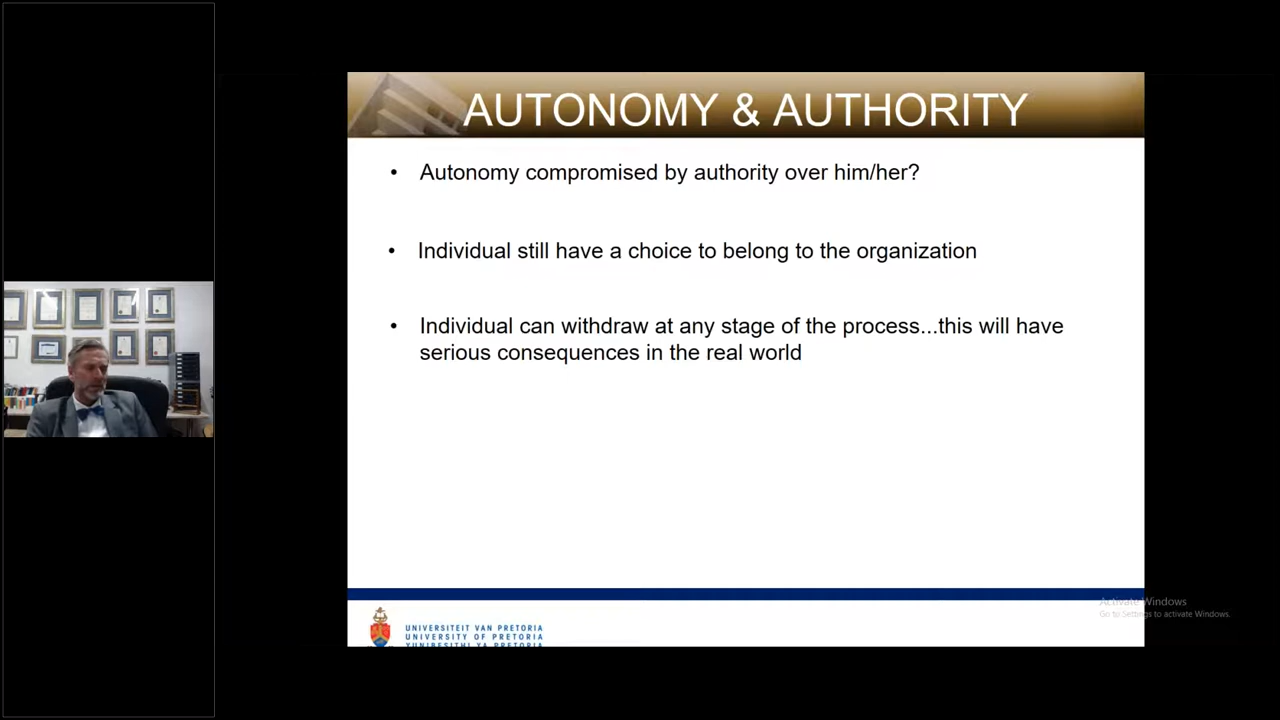 AUTONOMY & AUTHORITY
• Autonomy compromised by authority over him/her?
• Individual still have a choice to belong to the organization
• Individual can withdraw at any stage of the process...this will have
serious consequences in the real world
Activate Windows
Go to Settings to activate Windows.
UNIVERSITEIT VAN PRETORIA
UNIVERSITY OF PRETORIA
YUNIBESITHI YA PRETORIA